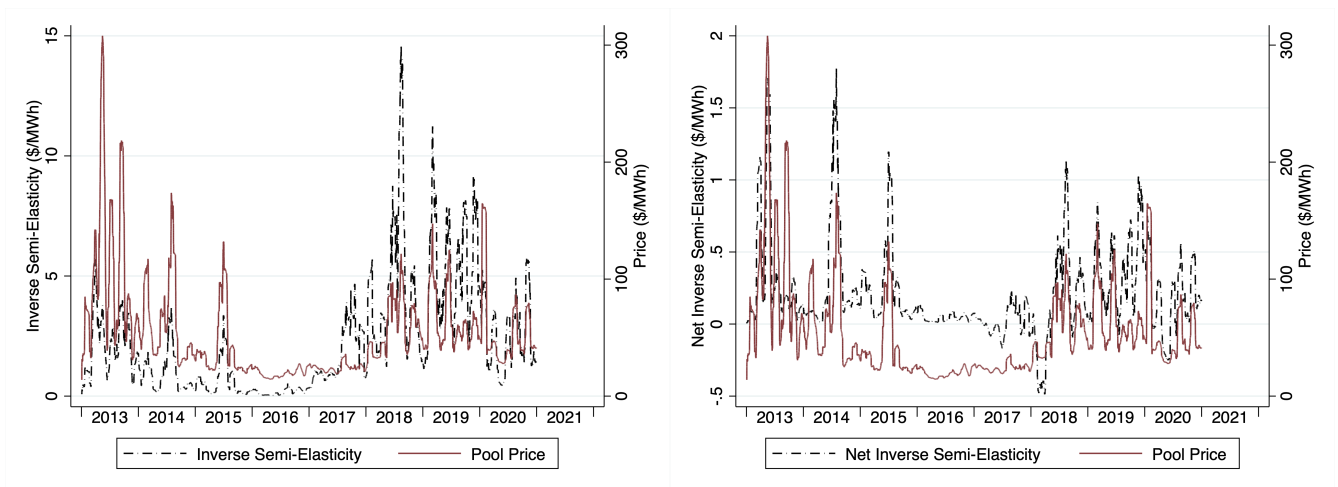 Inverse Semi-Elasticity ($/MWh)
15
10
5
0
300
200
100
0
Price ($/MWh)
2013 2014 2015 2016 2017 2018 2019 2020 2021
Inverse Semi-Elasticity Pool Price
Net Inverse Semi-Elasticity ($/MWh)
2
1.5
1
.5
0
-.5
300
200
100
0
Price ($/MWh)
2013 2014 2015 2016 2017 2018 2019 2020 2021
Net Inverse Semi-Elasticity Pool Price